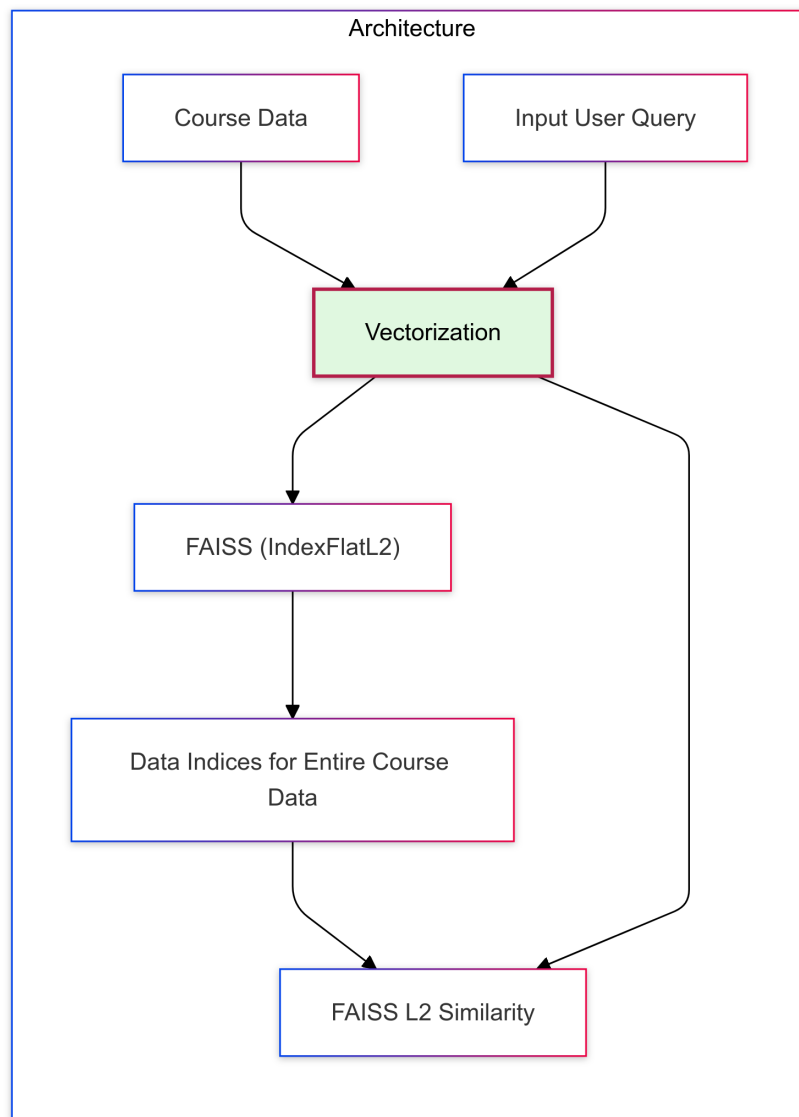 Architecture
Course Data
Input User Query
Vectorization
FAISS (IndexFlatL2)
Data Indices for Entire Course
Data
FAISS L2 Similarity